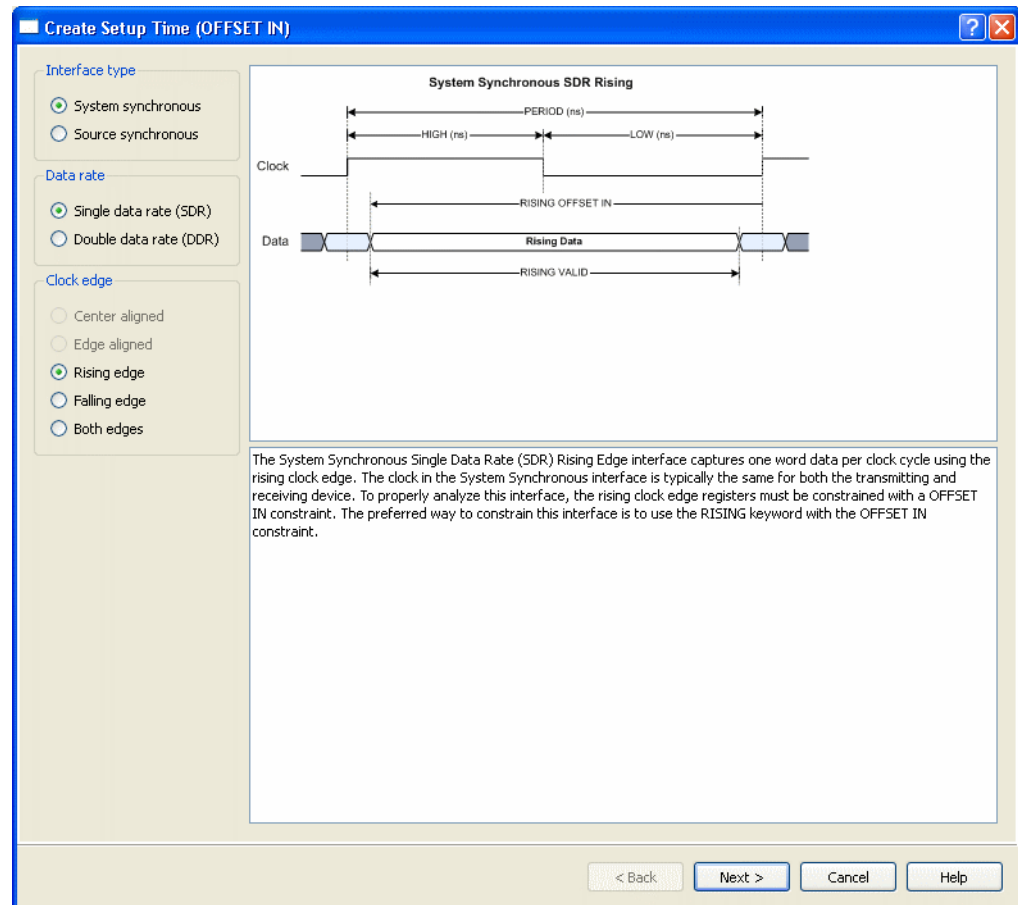 Create Setup Time (OFFSET IN)
Interface type
System synchronous
Source synchronous
Data rate
Single data rate (SDR)
Double data rate (DDR)
Clock edge
Center aligned
Edge aligned
Rising edge
Falling edge
Both edges
System Synchronous SDR Rising
PERIOD (ns)
HIGH (ns)
LOW (ns)
Clock
RISING OFFSET IN
Data
Rising Data
RISING VALID
The System Synchronous Single Data Rate (SDR) Rising Edge interface captures one word data per clock cycle using the
rising clock edge. The clock in the System Synchronous interface is typically the same for both the transmitting and
receiving device. To properly analyze this interface, the rising clock edge registers must be constrained with a OFFSET
IN constraint. The preferred way to constrain this interface is to use the RISING keyword with the OFFSET IN
constraint.
< Back
Next >
Cancel
Help